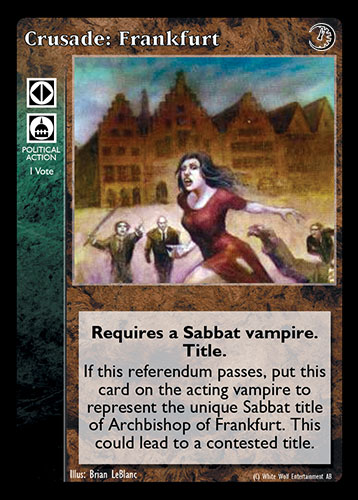 Crusade: Frankfurt
POLITICAL
ACTION
1 Vote
Requires a Sabbat vampire.
Title.
If this referendum passes, put this
card on the acting vampire to
represent the unique Sabbat title
of Archbishop of Frankfurt. This
could lead to a contested title.
Illus: Brian LeBlanc
(C) White Wolf Entertainment AB